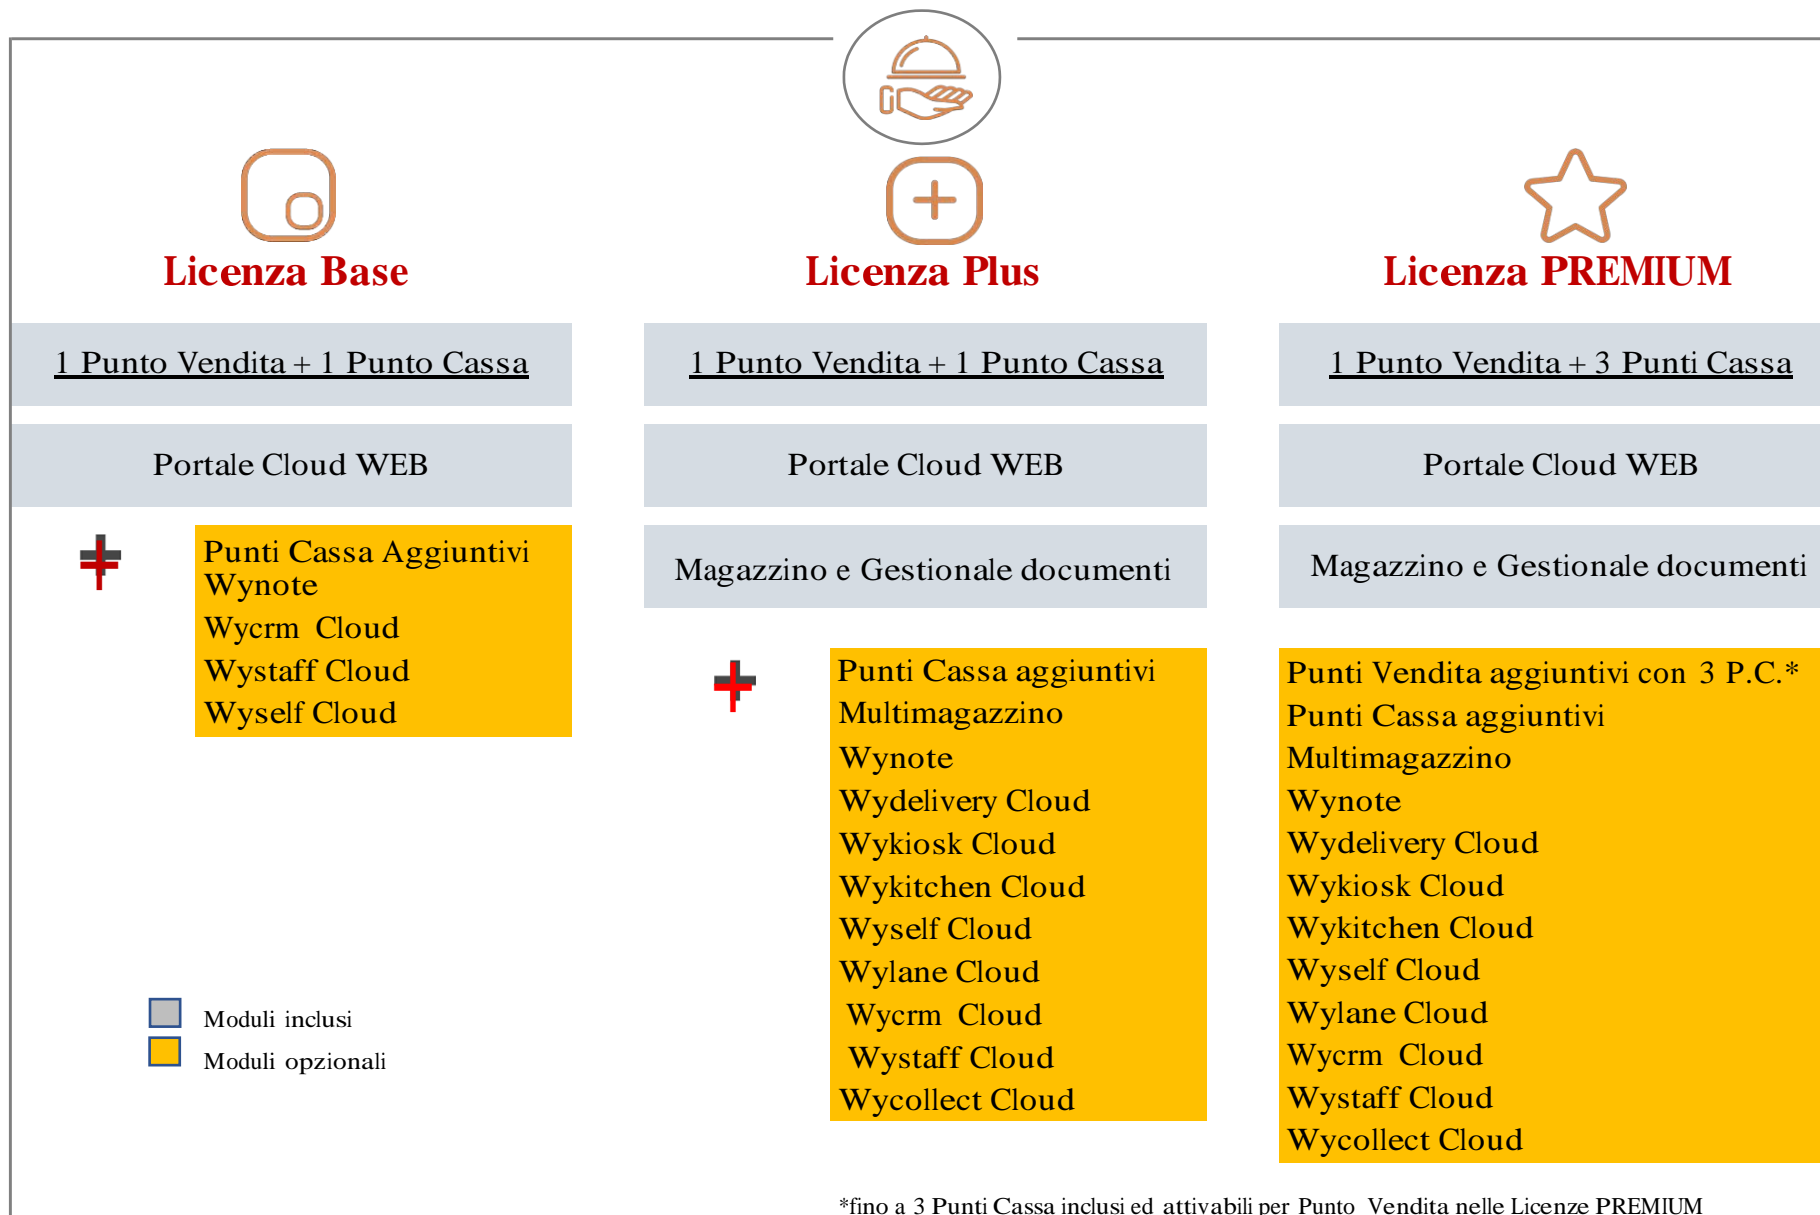 Licenza Base
1 Punto Vendita + 1 Punto Cassa
Portale Cloud WEB
Punti Cassa Aggiuntivi
Wynote
Wycrm Cloud
Wystaff Cloud
Wyself Cloud
Moduli inclusi
Moduli opzionali
Licenza Plus
1 Punto Vendita + 1 Punto Cassa
Portale Cloud WEB
Magazzino e Gestionale documenti
Punti Cassa aggiuntivi
Multimagazzino
Wynote
Wydelivery Cloud
Wykiosk Cloud
Wykitchen Cloud
Wyself Cloud
Wylane Cloud
Wycrm Cloud
Wystaff Cloud
Wycollect Cloud
Licenza PREMIUM
1 Punto Vendita + 3 Punti Cassa
Portale Cloud WEB
Magazzino e Gestionale documenti
Punti Vendita aggiuntivi con 3 P.C.*
Punti Cassa aggiuntivi
Multimagazzino
Wynote
Wydelivery Cloud
Wykiosk Cloud
Wykitchen Cloud
Wyself Cloud
Wylane Cloud
Wycrm Cloud
Wystaff Cloud
Wycollect Cloud
*fino a 3 Punti Cassa inclusi ed attivabili per Punto Vendita nelle Licenze PREMIUM